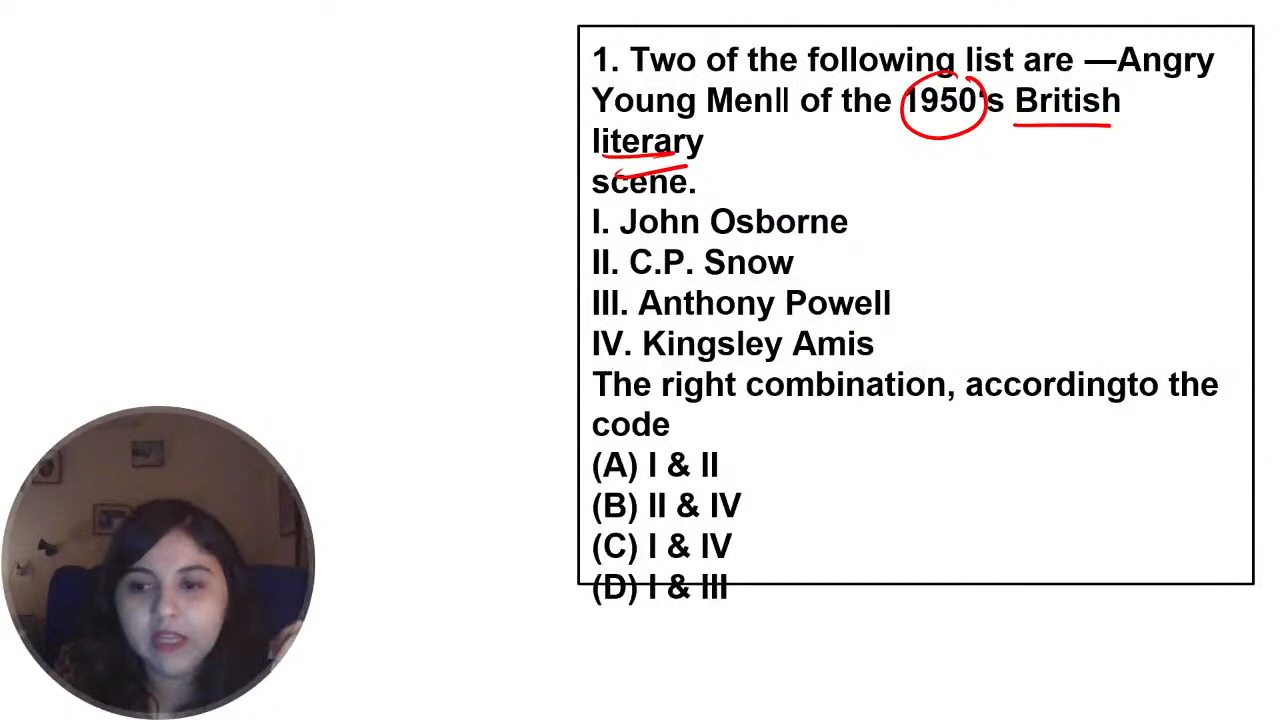 1. Two of the following list are ―Angry
Young Men‖ of the 1950's British
literary
scene.
I. John Osborne
II. C.P. Snow
III. Anthony Powell
IV. Kingsley Amis
The right combination, accordingto the
code
(A) I & II
(B) II & IV
(C) I & IV
(D) I & III